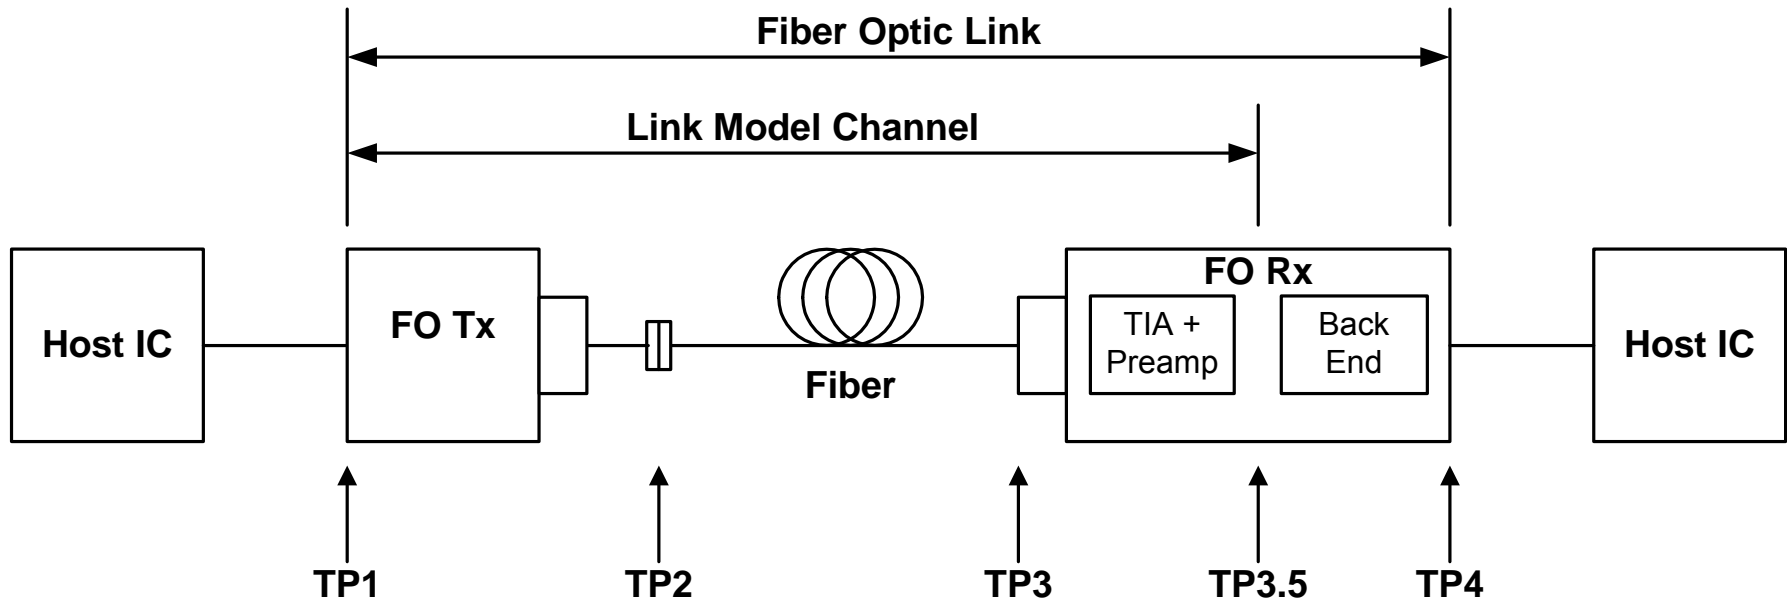 Fiber Optic Link
Link Model Channel
Host IC
FO Tx
Fiber
FO Rx
TIA +
Preamp
Back
End
Host IC
TP1
TP2
TP3
TP3.5
TP4